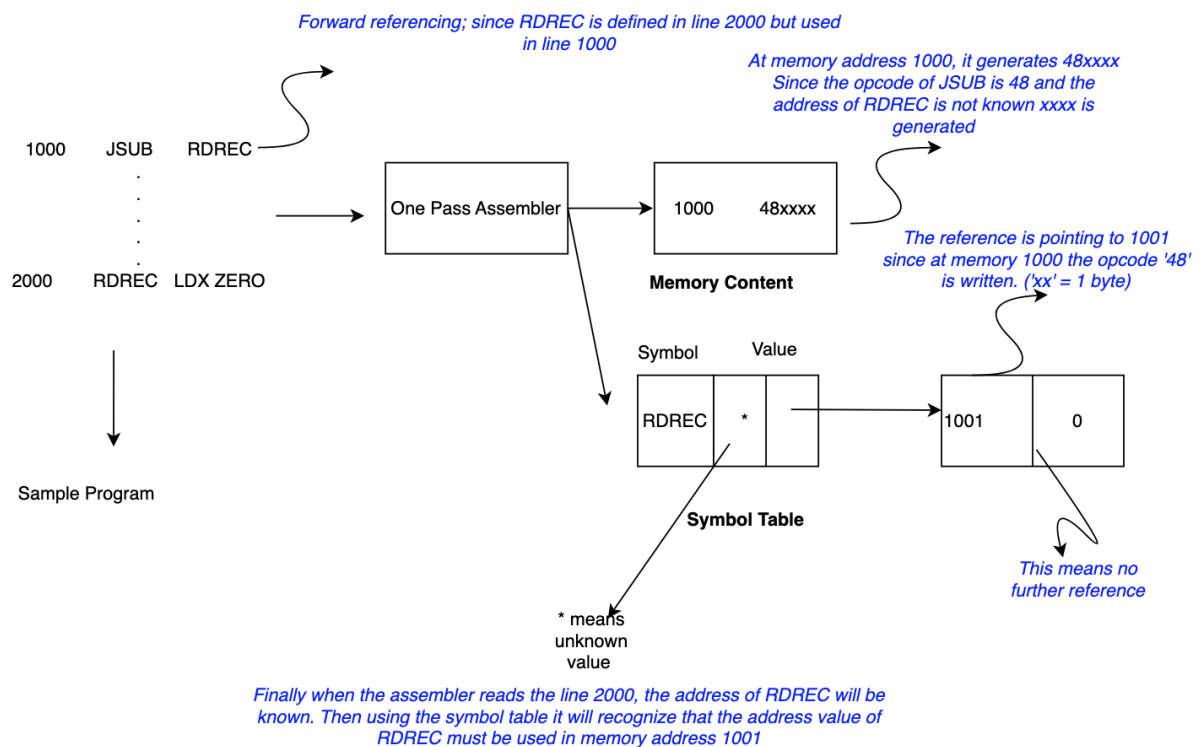 Forward referencing; since RDREC is defined in line 2000 but used
in line 1000
At memory address 1000, it generates 48xxxx
Since the opcode of JSUB is 48 and the
address of RDREC is not known xxxx is
generated
1000 JSUB RDREC
.
.
.
.
.
2000 RDREC LDX ZERO
Sample Program
One Pass Assembler
1000 48xxxx
Memory Content
The reference is pointing to 1001
since at memory 1000 the opcode '48'
is written. ('xx' = 1 byte)
Symbol Value
RDREC *
1001 0
Symbol Table
This means no
further reference
* means
unknown
value
Finally when the assembler reads the line 2000, the address of RDREC will be
known. Then using the symbol table it will recognize that the address value of
RDREC must be used in memory address 1001